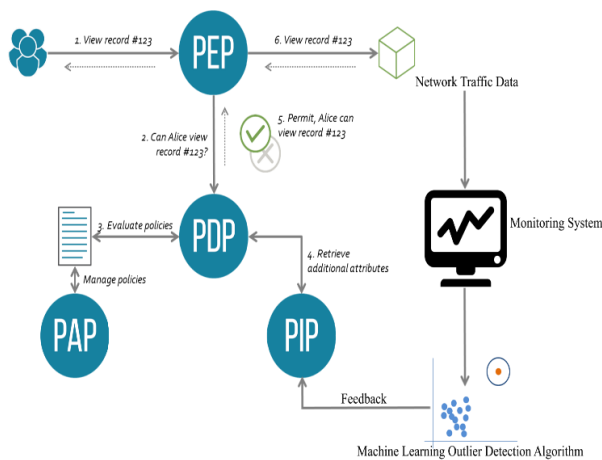 1. View record #123
PEP
6. View record #123
Network Traffic Data
2. Can Alice view
record #123?
5. Permit, Alice can
view record #123
3. Evaluate policies
PDP
Monitoring System
4. Retrieve
additional attributes
Manage policies
PAP
PIP
Feedback
Machine Learning Outlier Detection Algorithm